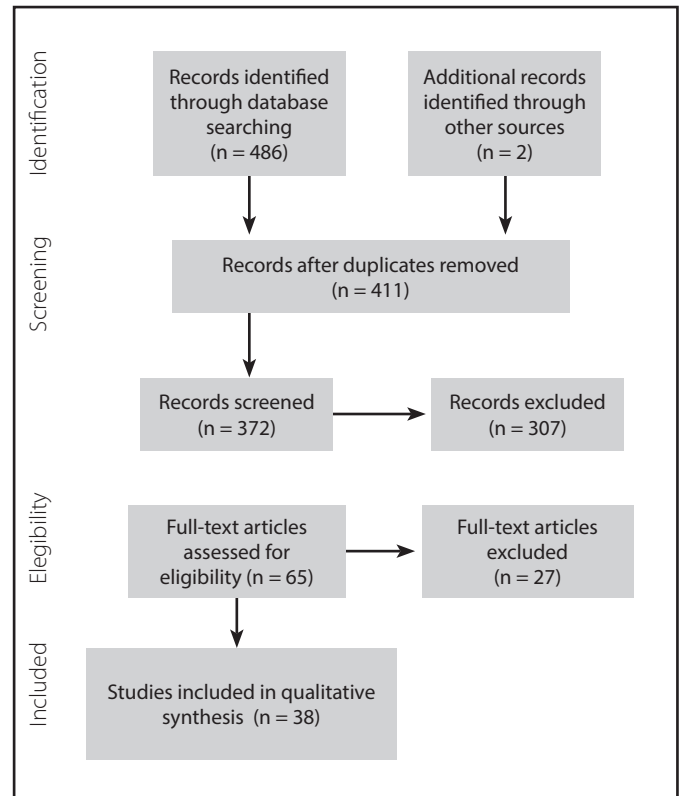 Identification
Records identified
through database
searching
(n = 486)
Additional records
identified through
other sources
(n = 2)
Screening
Records after duplicates removed
(n = 411)
Records screened
(n = 372)
Records excluded
(n = 307)
Elegibility
Full-text articles
assessed for
eligibility (n = 65)
Full-text articles
excluded
(n = 27)
Included
Studies included in qualitative
synthesis (n = 38)